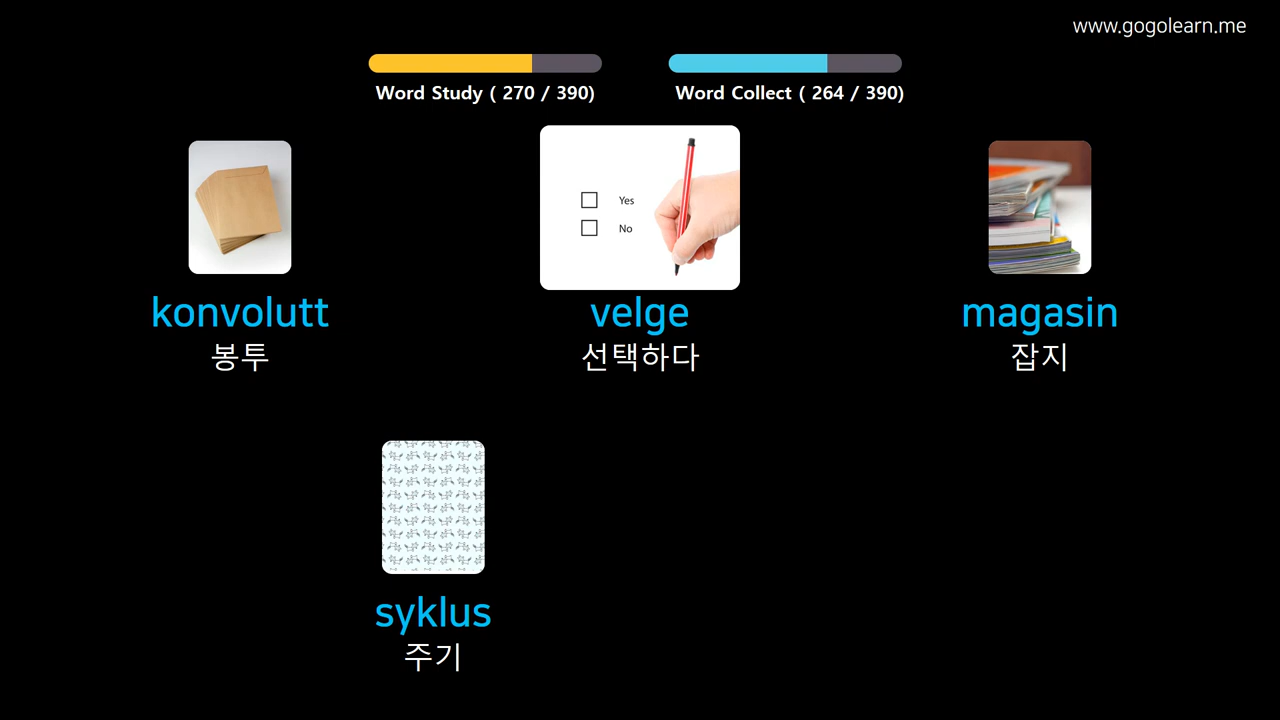 www.gogolearn.me
Word Study ( 270 / 390)
Word Collect ( 264 / 390)
Yes
No
konvolutt
velge
magasin
봉투
선택하다
잡지
syklus
주기